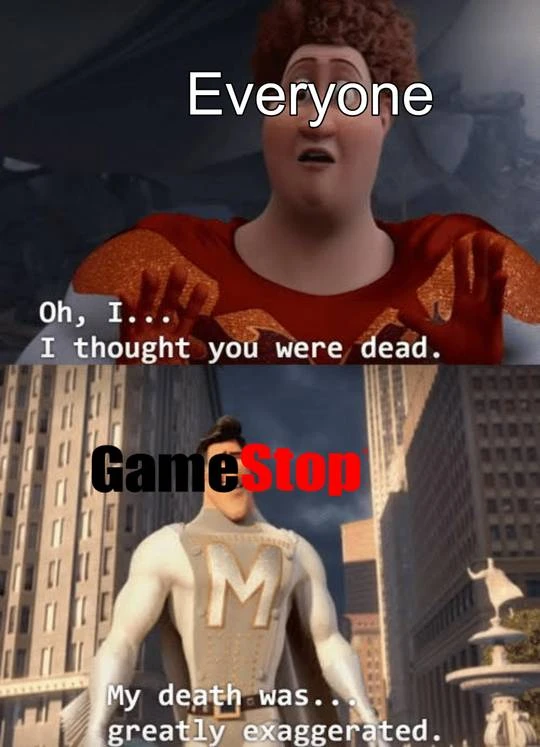 Everyone
Oh, I...
I thought you were dead.
GameStop
M
My death was...
greatly exaggerated.